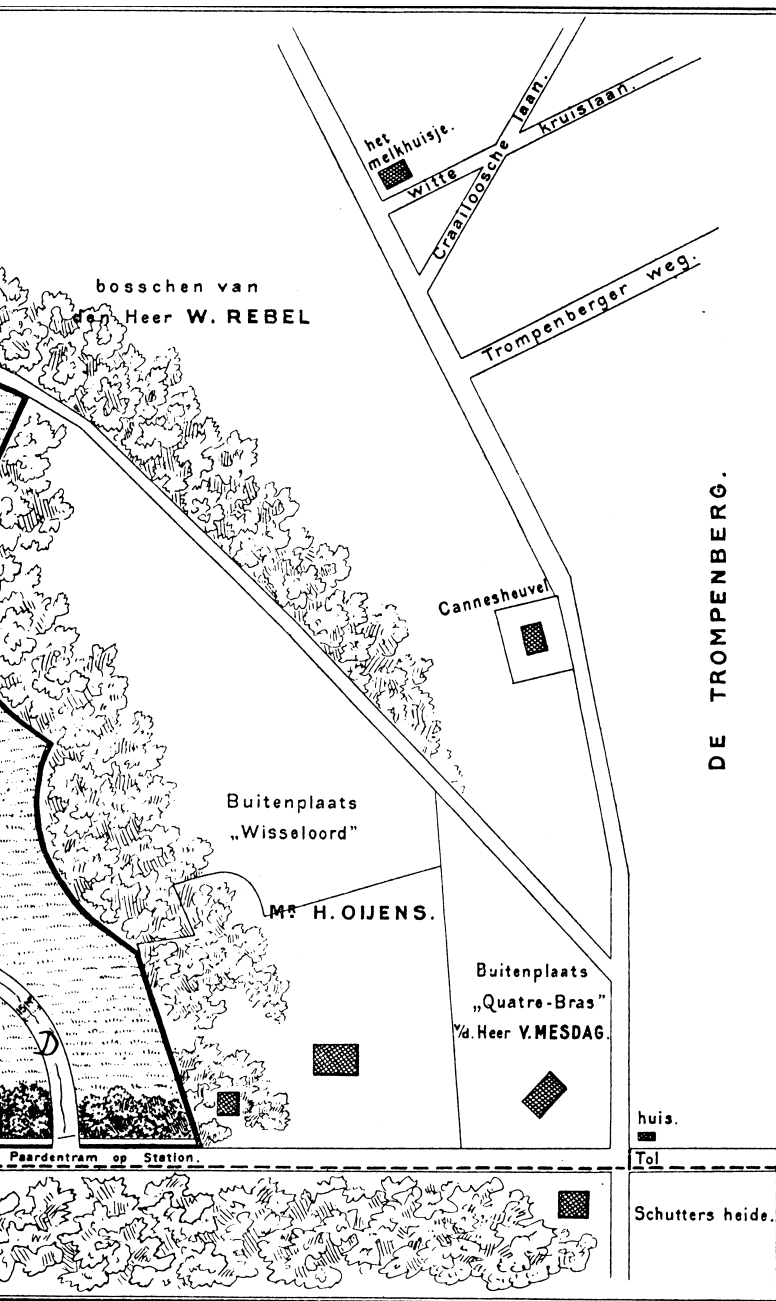 het
melkhuisje.
witte
kruislaan.
Craailoosche laan.
Trompenberger weg.
bosschen van
den Heer W. REBEL
DE TROMPENBERG.
Cannesheuvel
Buitenplaats
„Wisseloord”
Mr H. OIJENS.
Buitenplaats
„Quatre-Bras”
v/d. Heer V. MESDAG.
D
huis.
Paardentram op Station.
Tol
Schutters heide.